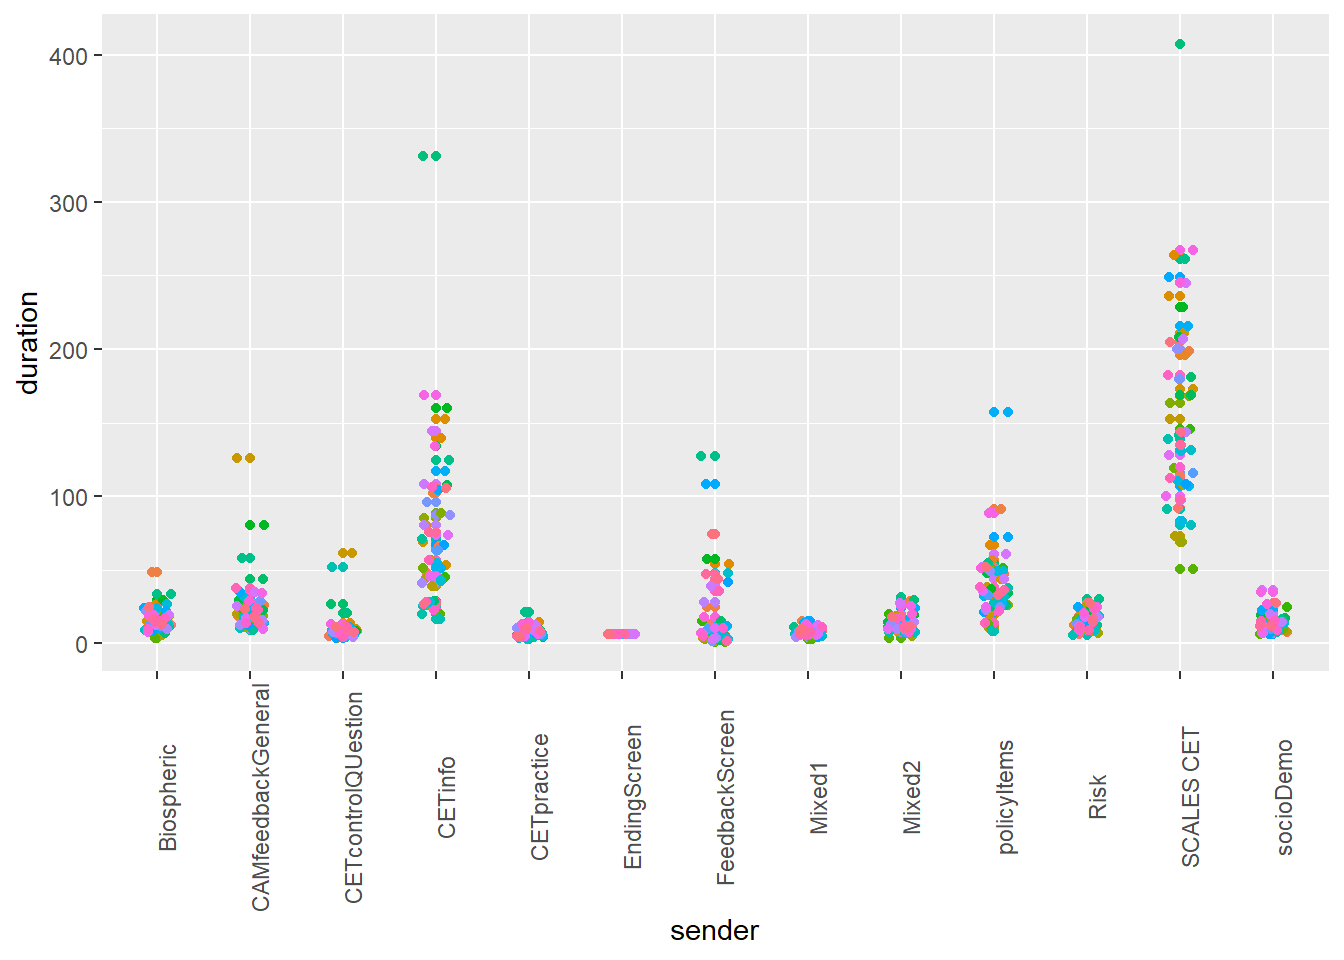 400
300
200
100
0
duration
Biospheric
CAMfeedbackGeneral
CETcontrolQUestion
CETinfo
CETpractice
EndingScreen
FeedbackScreen
Mixed1
Mixed2
policyItems
Risk
SCALES CET
socioDemo
sender